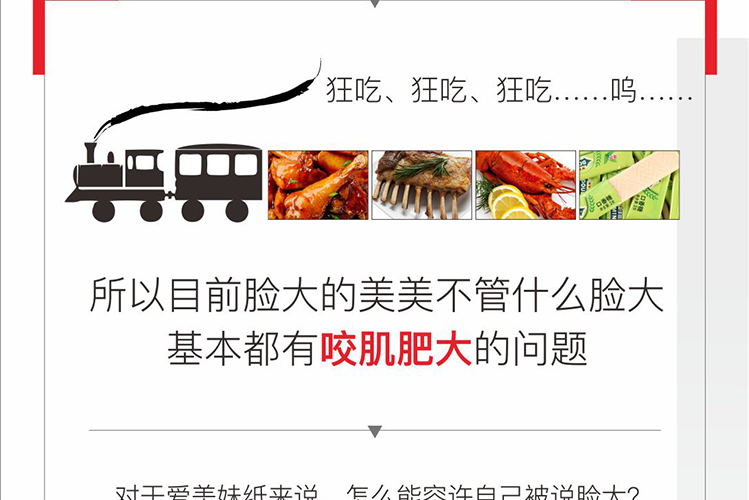 狂吃、狂吃、狂吃……呜……
所以目前脸大的美美不管什么脸大
基本都有咬肌肥大的问题
对于爱美妹纸来说，怎么能容许自己被说脸大?